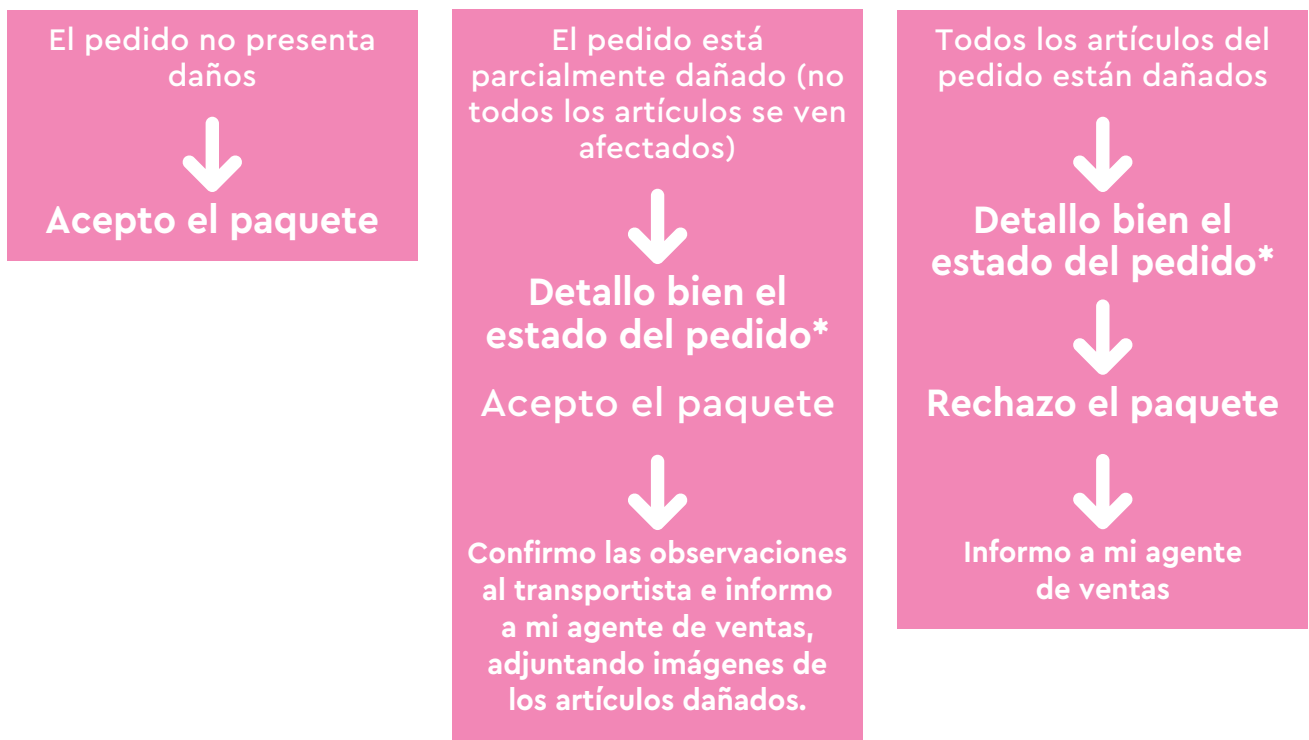 El pedido no presenta
daños
Acepto el paquete
El pedido está
parcialmente dañado (no
todos los artículos se ven
afectados)
Detallo bien el
estado del pedido*
Acepto el paquete
Confirmo las observaciones
al transportista e informo
a mi agente de ventas,
adjuntando imágenes de
los artículos dañados.
Todos los artículos del
pedido están dañados
Detallo bien el
estado del pedido*
Rechazo el paquete
Informo a mi agente
de ventas